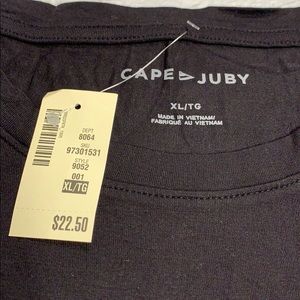 CAPE JUBY
XL/TG
MADE IN VIETNAM/
FABRIQUÉ AU VIETNAM
DEPT
8064
SKU
97301531
STYLE
9052
001
XL/TG
$22.50